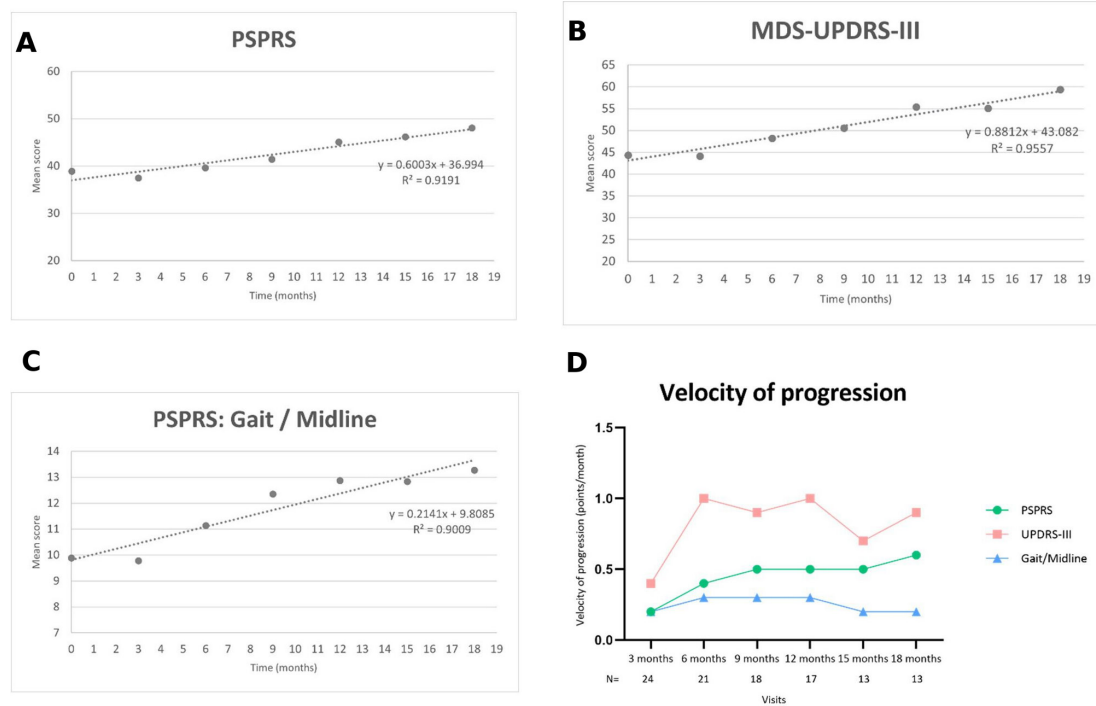 A
PSPRS
60
50
40
30
20
Mean score
y = 0.6003x + 36.994
R² = 0.9191
0 1 2 3 4 5 6 7 8 9 10 11 12 13 14 15 16 17 18 19
Time (months)
B
MDS-UPDRS-III
65
60
55
50
45
40
35
30
25
20
Mean score
y = 0.8812x + 43.082
R² = 0.9557
0 1 2 3 4 5 6 7 8 9 10 11 12 13 14 15 16 17 18 19
Time (months)
C
PSPRS: Gait / Midline
14
13
12
11
10
9
8
7
Mean score
y = 0.2141x + 9.8085
R² = 0.9009
0 1 2 3 4 5 6 7 8 9 10 11 12 13 14 15 16 17 18 19
Time (months)
D
Velocity of progression
1.5
1.0
0.5
0.0
Velocity of progression (points/month)
PSPRS
UPDRS-III
Gait/Midline
3 months 6 months 9 months 12 months 15 months 18 months
N= 24 21 18 17 13 13
Visits